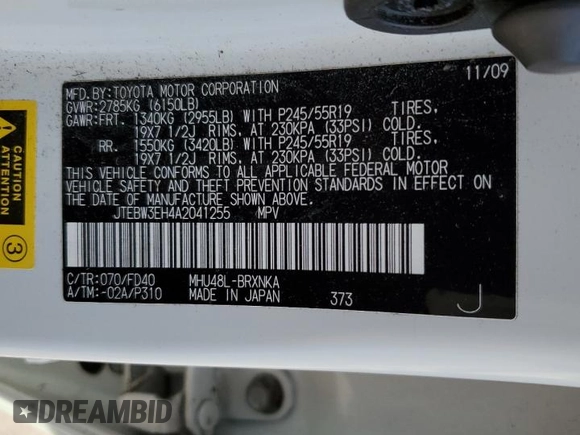 11/09
MFD.BY:TOYOTA MOTOR CORPORATION
GVWR:2785KG (6150LB)
GAWR:FRT. 1340KG (2955LB) WITH P245/55R19 TIRES,
19X7 1/2J RIMS, AT 230KPA (33PSI) COLD.
RR. 1550KG (3420LB) WITH P245/55R19 TIRES,
19X7 1/2J RIMS, AT 230KPA (33PSI) COLD.
THIS VEHICLE CONFORMS TO ALL APPLICABLE FEDERAL MOTOR
VEHICLE SAFETY AND THEFT PREVENTION STANDARDS IN EFFECT ON
THE DATE OF MANUFACTURE SHOWN ABOVE.
JTEBW3EH4A2041255 MPV
C/TR:070/FD40 MHU48L-BRXNKA
A/TM:-02A/P310 MADE IN JAPAN 373 J
3
DREAMBID